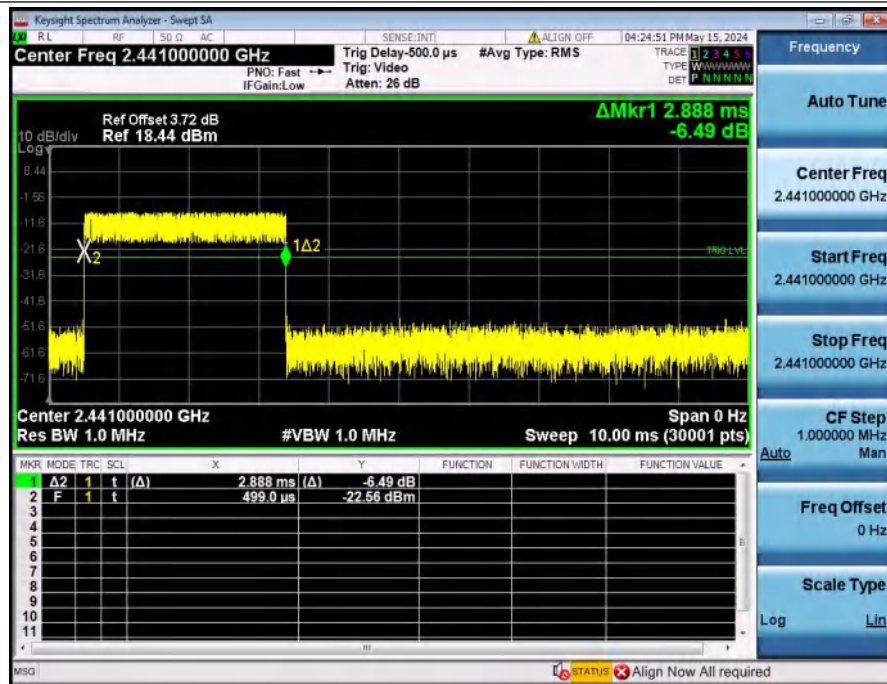 Keysight Spectrum Analyzer - Swept SA
RL RF 50 Ω AC SENSE:INT ALIGN OFF 04:24:51 PM May 15, 2024
Center Freq 2.441000000 GHz
PNO: Fast
IFGain:Low
Trig Delay-500.0 µs
Trig: Video
Atten: 26 dB
#Avg Type: RMS
TRACE 1 2 3 4 5 6
TYPE WWWWWW
DET P N N N N N
Ref Offset 3.72 dB
10 dB/div Ref 18.44 dBm
Log
ΔMkr1 2.888 ms
-6.49 dB
8.44
-1.56
-11.6
-21.6
-31.6
-41.6
-51.6
-61.6
-71.6
2
1Δ2
TRIG LVL
Center 2.441000000 GHz Span 0 Hz
Res BW 1.0 MHz #VBW 1.0 MHz Sweep 10.00 ms (30001 pts)
MKR MODE TRC SCL X Y FUNCTION FUNCTION WIDTH FUNCTION VALUE
1 Δ2 1 t (Δ) 2.888 ms (Δ) -6.49 dB
2 F 1 t 499.0 µs -22.56 dBm
3
4
5
6
7
8
9
10
11
MSG STATUS Align Now All required
Frequency
Auto Tune
Center Freq
2.441000000 GHz
Start Freq
2.441000000 GHz
Stop Freq
2.441000000 GHz
CF Step
1.000000 MHz
Auto Man
Freq Offset
0 Hz
Scale Type
Log Lin